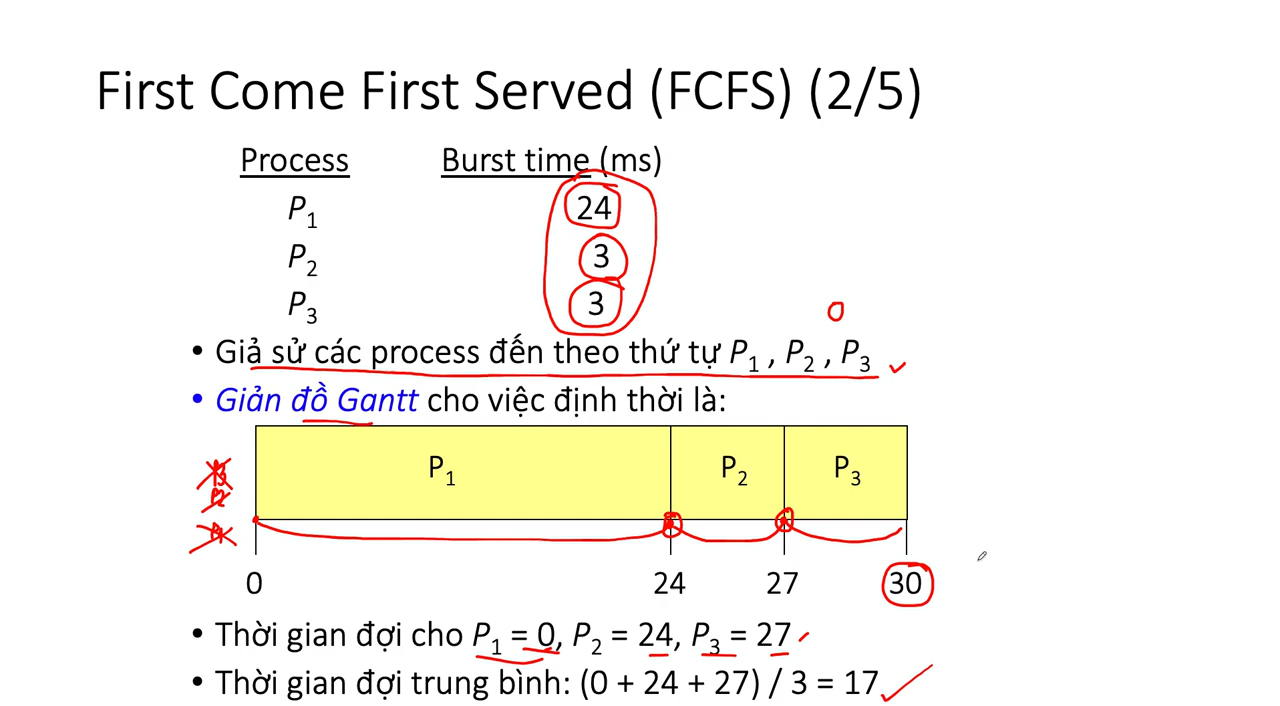 First Come First Served (FCFS) (2/5)
Process Burst time (ms)
P1 24
P2 3
P3 3
0
• Giả sử các process đến theo thứ tự P1 , P2 , P3
• Giản đồ Gantt cho việc định thời là:
P1 P2 P3
P3
P2
P1
0 24 27 30
• Thời gian đợi cho P1 = 0, P2 = 24, P3 = 27
• Thời gian đợi trung bình: (0 + 24 + 27) / 3 = 17